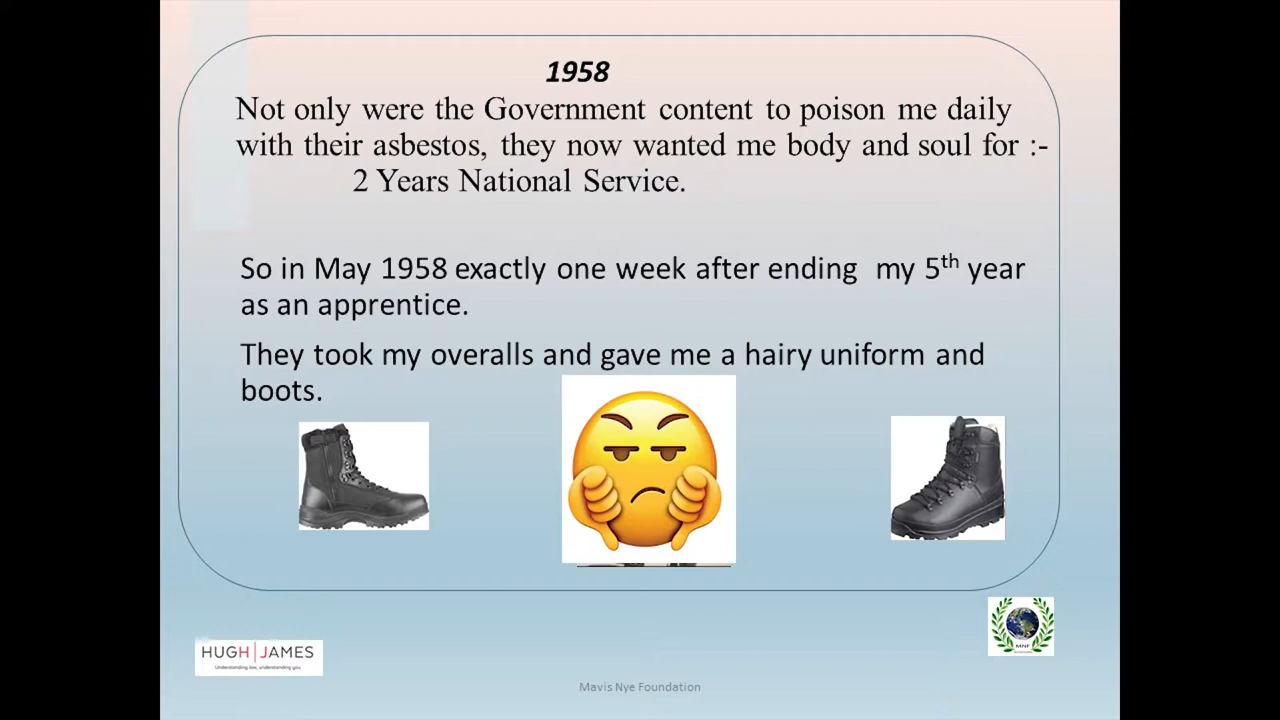 1958
Not only were the Government content to poison me daily
with their asbestos, they now wanted me body and soul for :-
2 Years National Service.
So in May 1958 exactly one week after ending my 5th year
as an apprentice.
They took my overalls and gave me a hairy uniform and
boots.
HUGH JAMES
Understanding law, understanding you
MNF
Mavis Nye Foundation